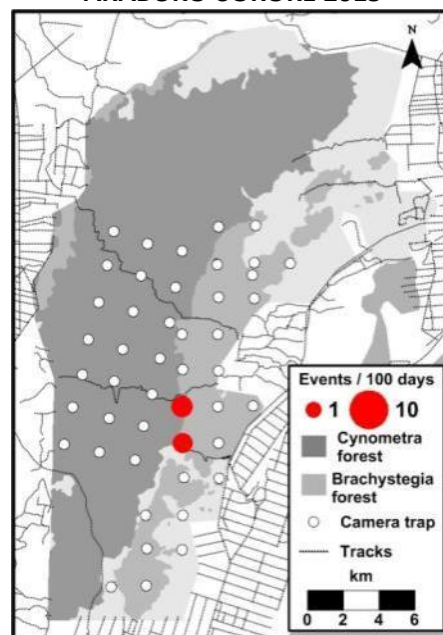 N
Events / 100 days
1 10
Cynometra
forest
Brachystegia
forest
Camera trap
Tracks
km
0 2 4 6